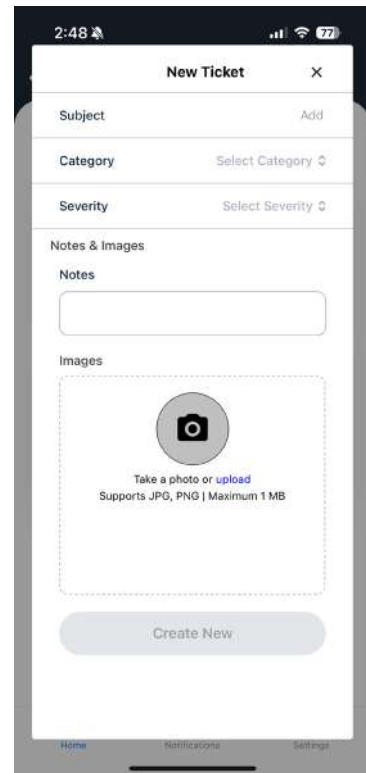 2:48 77
New Ticket
Subject Add
Category Select Category
Severity Select Severity
Notes & Images
Notes
Images
Take a photo or upload
Supports JPG, PNG | Maximum 1 MB
Create New
Home Notifications Settings